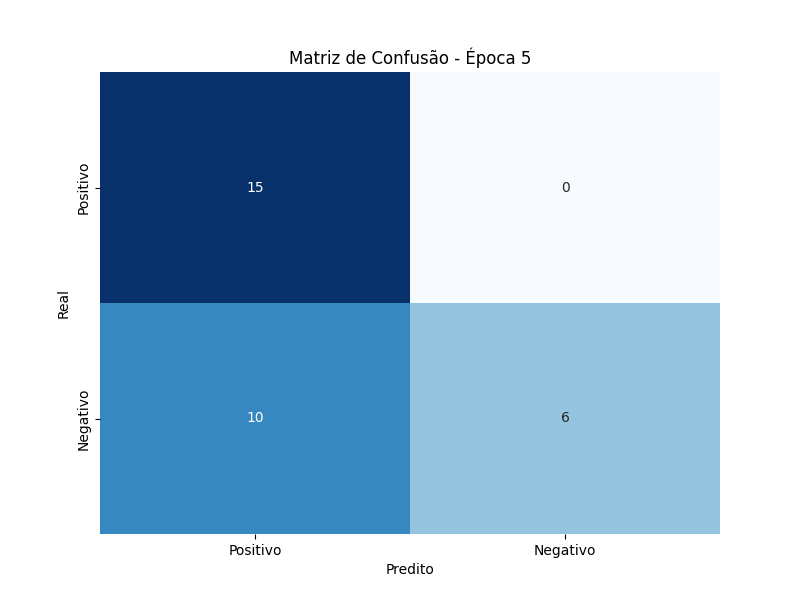 Matriz de Confusão - Época 5
Positivo
15
0
Real
Negativo
10
6
Positivo
Negativo
Predito